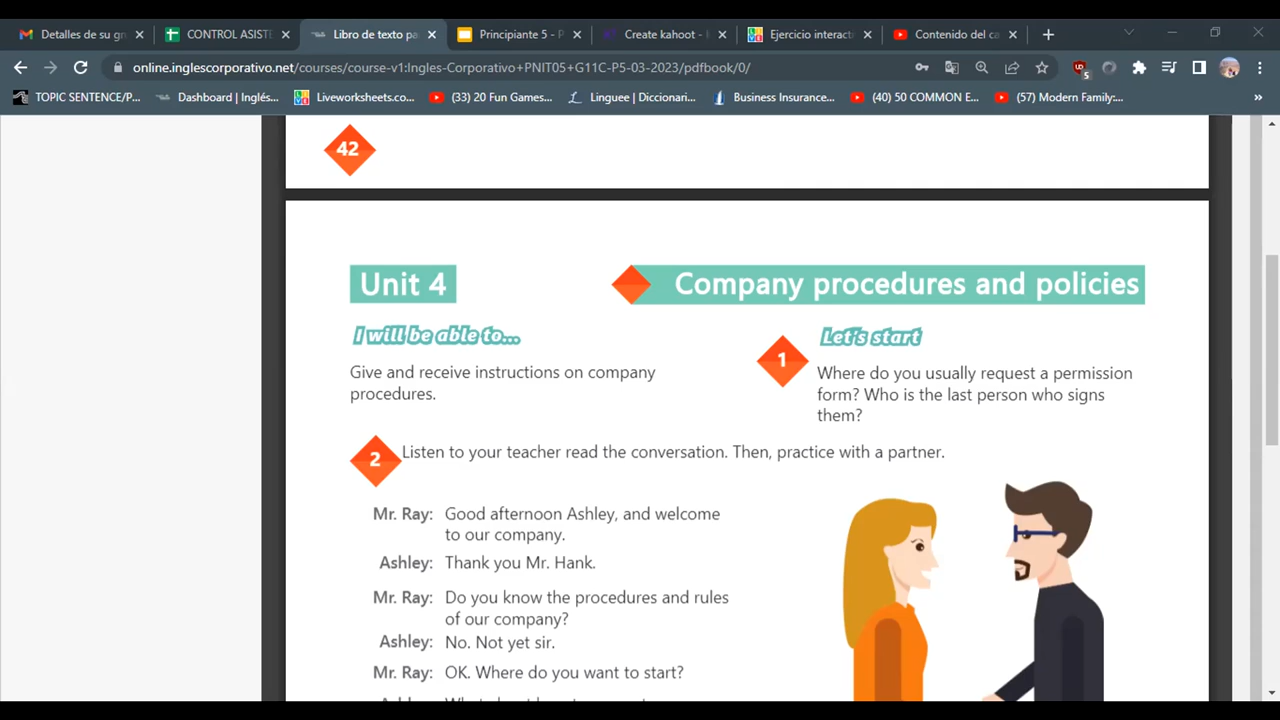 Detalles de su gr
CONTROL ASISTE
Libro de texto pa
Principiante 5 - P
Create kahoot - K
Ejercicio interact
Contenido del ca
online.inglescorporativo.net/courses/course-v1:Ingles-Corporativo+PNIT05+G11C-P5-03-2023/pdfbook/0/
5
TOPIC SENTENCE/P...
Dashboard | Inglés...
Liveworksheets.co...
(33) 20 Fun Games...
Linguee | Diccionari...
Business Insurance...
(40) 50 COMMON E...
(57) Modern Family:...
»
42
Unit 4
Company procedures and policies
I will be able to...
Let's start
Give and receive instructions on company
procedures.
1
Where do you usually request a permission
form? Who is the last person who signs
them?
2
Listen to your teacher read the conversation. Then, practice with a partner.
Mr. Ray: Good afternoon Ashley, and welcome
to our company.
Ashley: Thank you Mr. Hank.
Mr. Ray: Do you know the procedures and rules
of our company?
Ashley: No. Not yet sir.
Mr. Ray: OK. Where do you want to start?